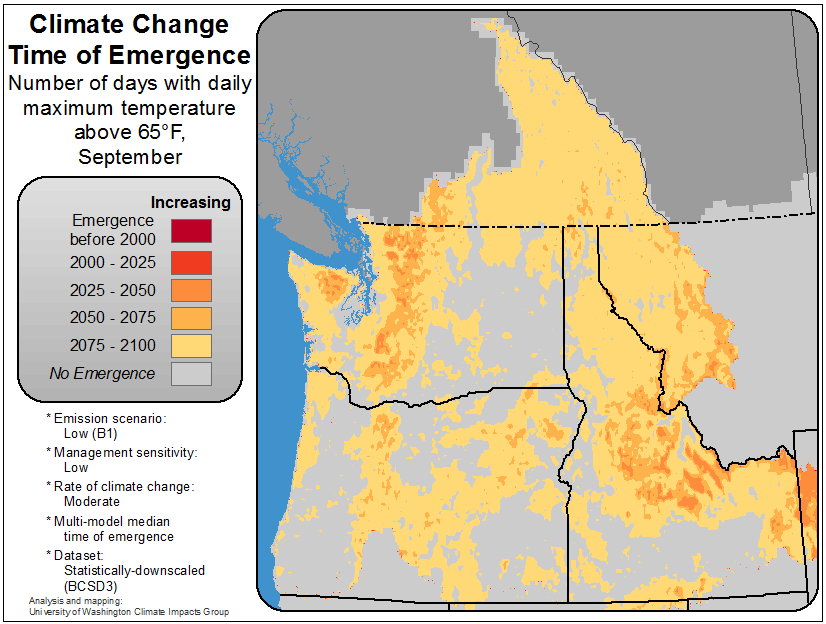 Climate Change
Time of Emergence
Number of days with daily
maximum temperature
above 65°F,
September
Increasing
Emergence
before 2000
2000 - 2025
2025 - 2050
2050 - 2075
2075 - 2100
No Emergence
* Emission scenario:
Low (B1)
* Management sensitivity:
Low
* Rate of climate change:
Moderate
* Multi-model median
time of emergence
* Dataset:
Statistically-downscaled
(BCSD3)
Analysis and mapping:
University of Washington Climate Impacts Group